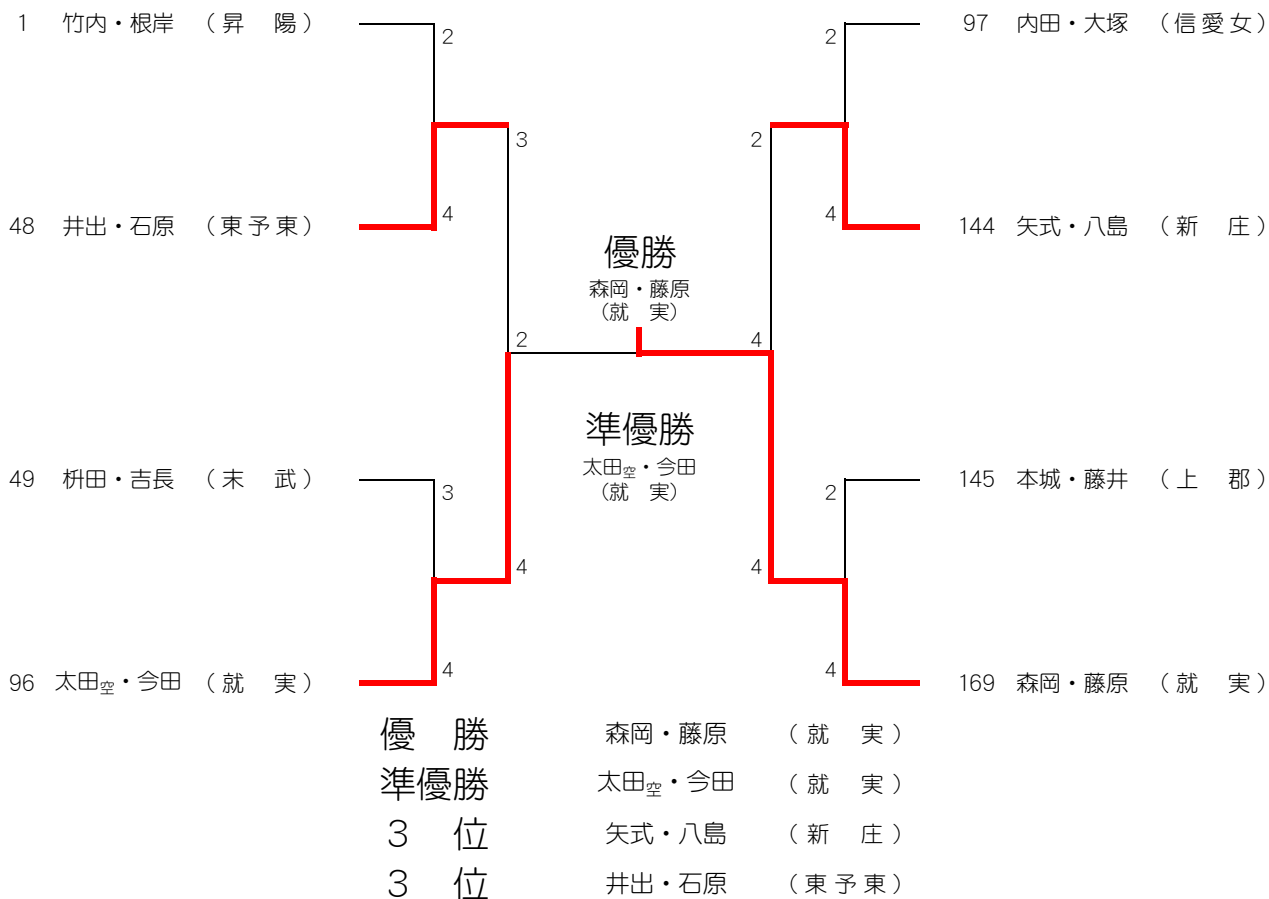 1 竹内・根岸 （昇 陽）
2
2
97 内田・大塚 （信愛女）
3
2
48 井出・石原 （東予東）
4
4
144 矢式・八島 （新 庄）
優勝
森岡・藤原
(就 実)
2
4
準優勝
太田空・今田
(就 実)
49 枡田・吉長 （末 武）
3
2
145 本城・藤井 （上 郡）
4
4
96 太田空・今田 （就 実）
4
4
169 森岡・藤原 （就 実）
優 勝 森岡・藤原 （就 実）
準優勝 太田空・今田 （就 実）
3 位 矢式・八島 （新 庄）
3 位 井出・石原 （東予東）